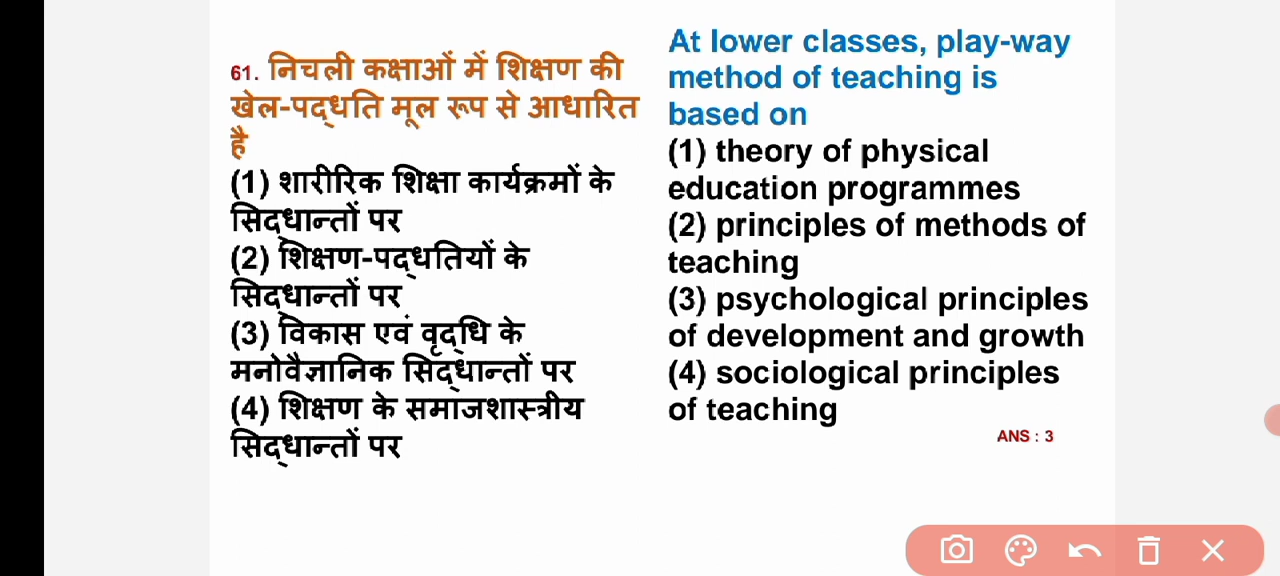 61. निचली कक्षाओं में शिक्षण की
खेल-पद्धति मूल रूप से आधारित
है
(1) शारीरिक शिक्षा कार्यक्रमों के
सिद्धान्तों पर
(2) शिक्षण-पद्धतियों के
सिद्धान्तों पर
(3) विकास एवं वृद्धि के
मनोवैज्ञानिक सिद्धान्तों पर
(4) शिक्षण के समाजशास्त्रीय
सिद्धान्तों पर
At lower classes, play-way
method of teaching is
based on
(1) theory of physical
education programmes
(2) principles of methods of
teaching
(3) psychological principles
of development and growth
(4) sociological principles
of teaching
ANS : 3